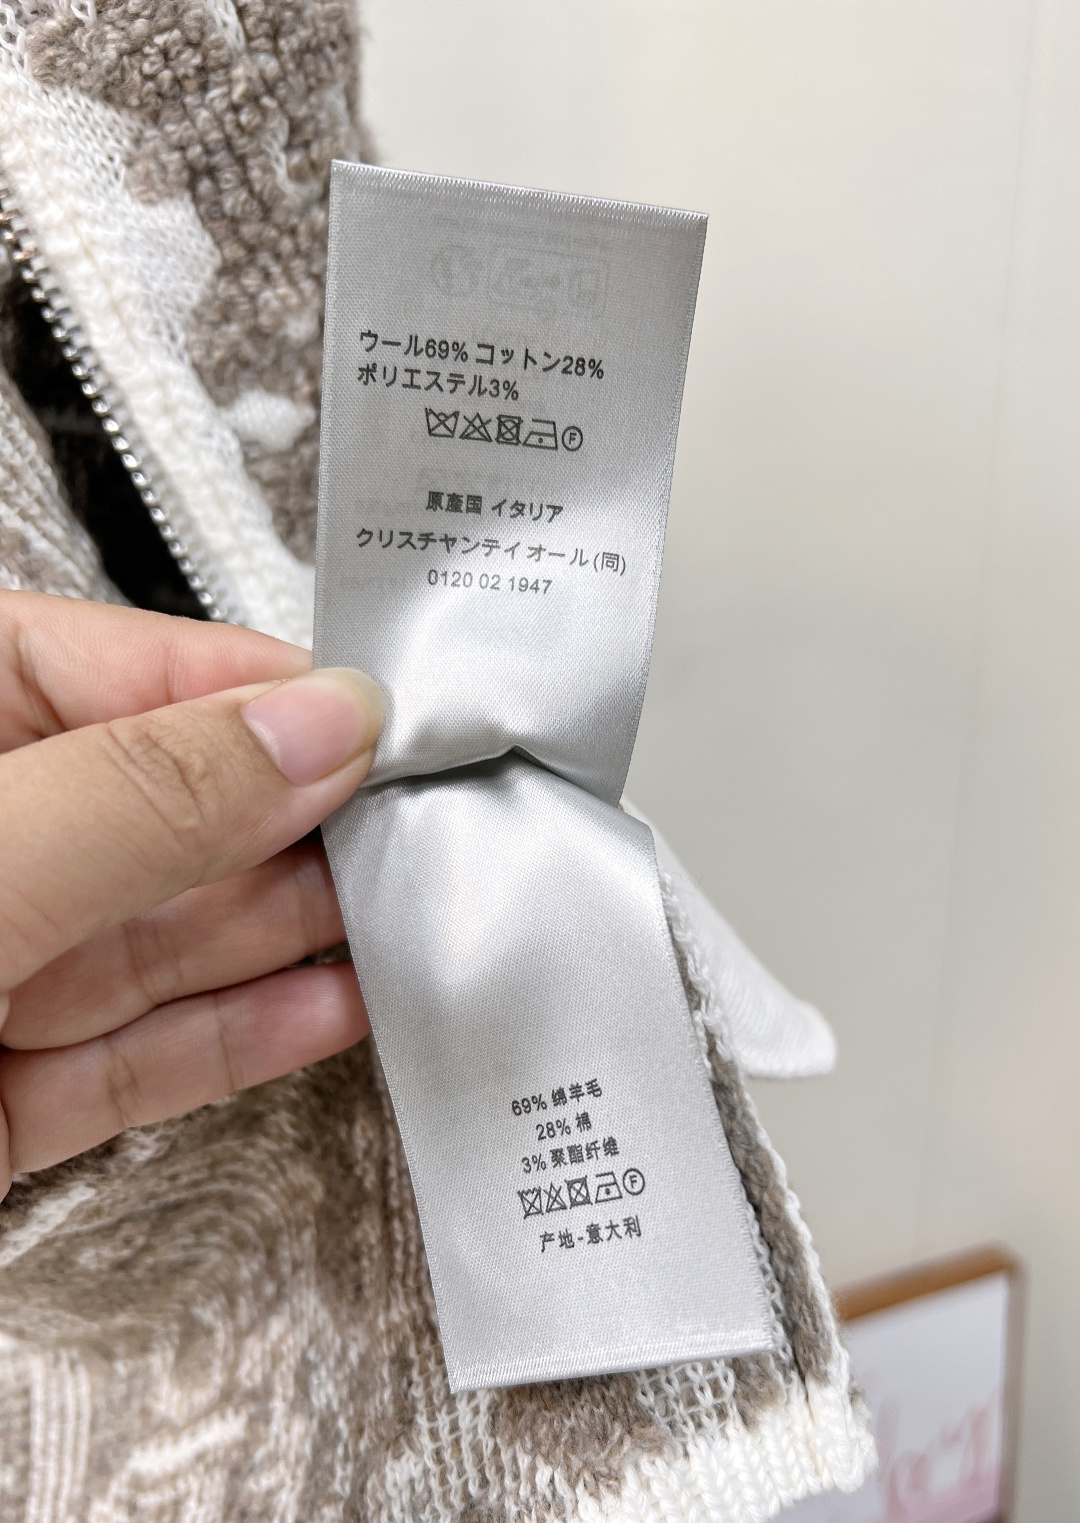 ウール69% コットン28%
ポリエステル3%
F
原產国 イタリア
クリスチャンティオール(同)
0120 02 1947
69% 绵羊毛
28% 棉
3% 聚酯纤维
F
产地-意大利